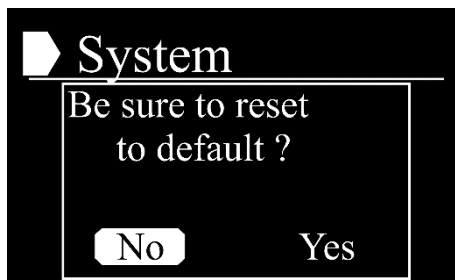 System
Be sure to reset
to default ?
No Yes